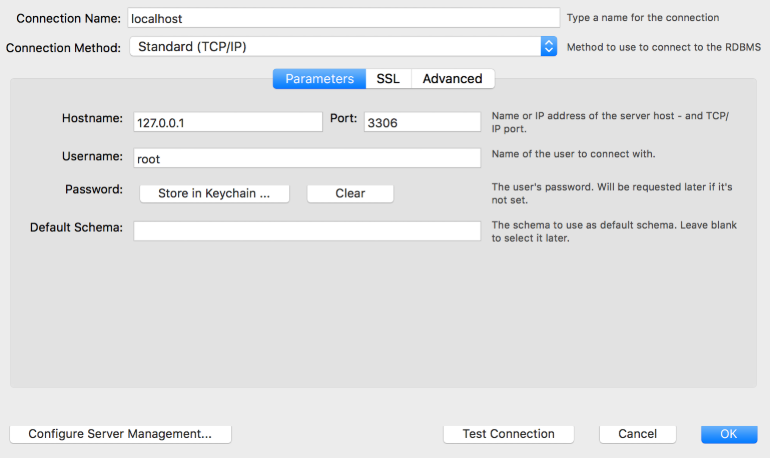 Connection Name: localhost Type a name for the connection
Connection Method: Standard (TCP/IP) Method to use to connect to the RDBMS
Parameters SSL Advanced
Hostname: 127.0.0.1 Port: 3306 Name or IP address of the server host - and TCP/
IP port.
Username: root Name of the user to connect with.
Password: Store in Keychain ... Clear The user's password. Will be requested later if it's
not set.
Default Schema: The schema to use as default schema. Leave blank
to select it later.
Configure Server Management... Test Connection Cancel OK